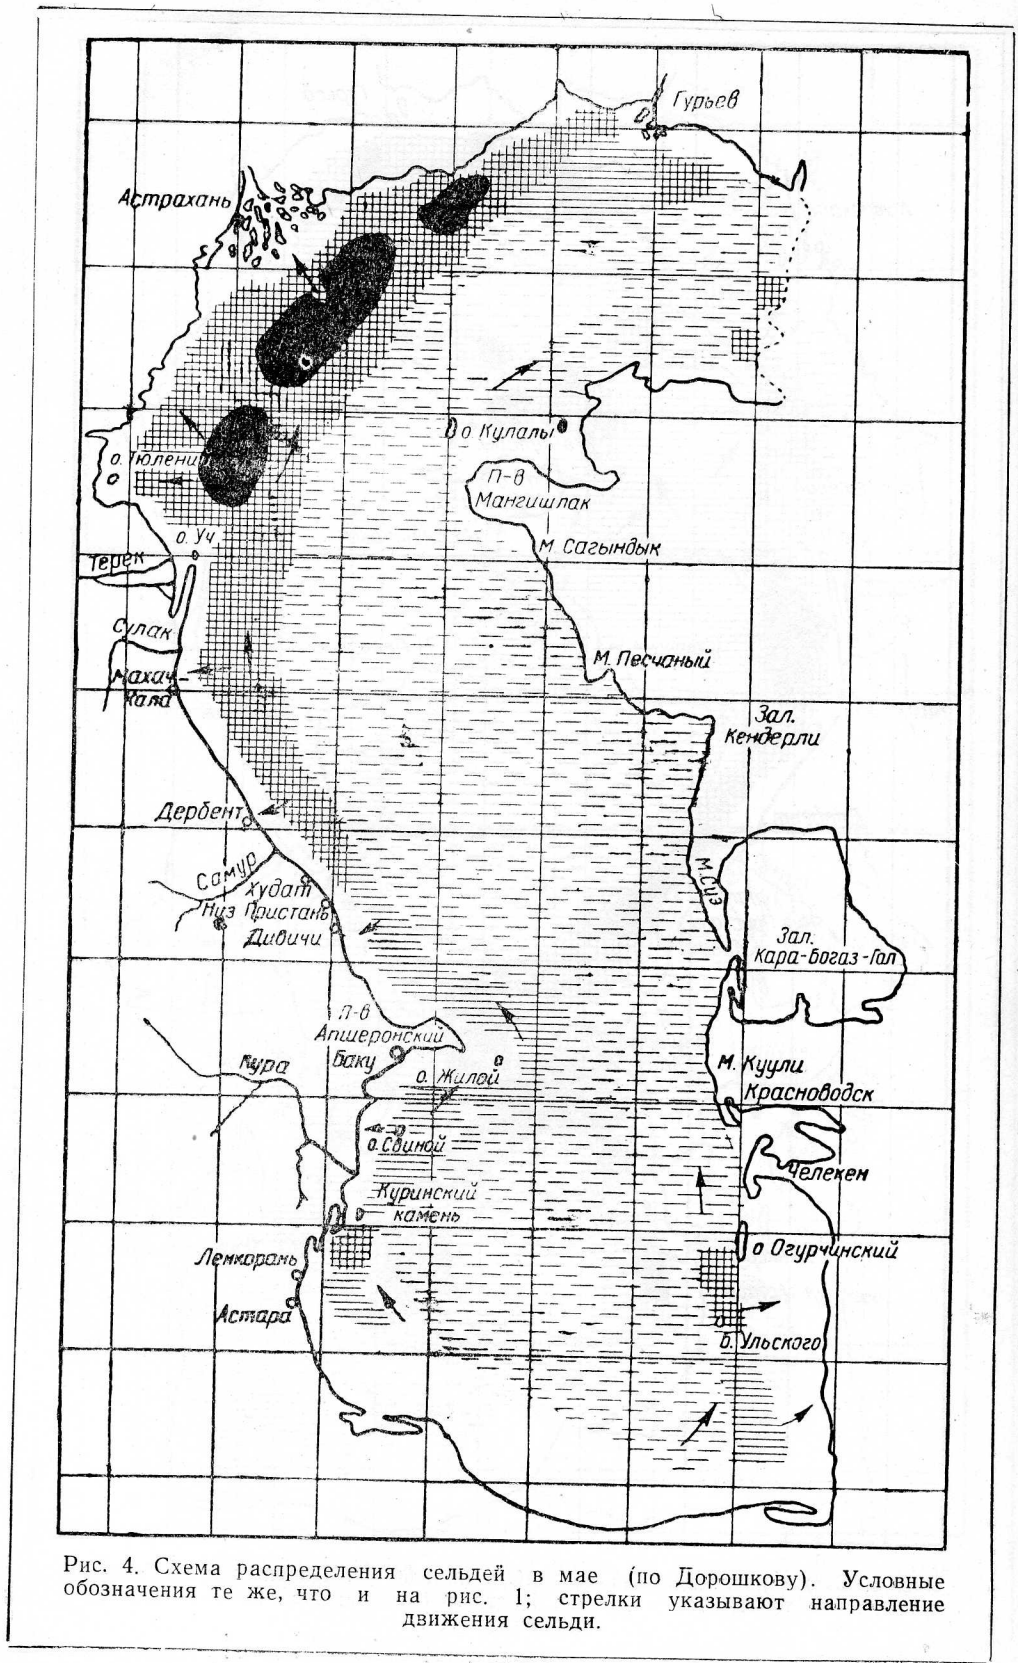 Гурьев
Астрахань
о Кулалы
о. Тюлений
П-в
Мангишлак
о. Уч
М. Сагындык
Терек
Сулак
М. Песчаный
Махач-
кала
Зал.
Кендерли
Дербент
Самур
М. Суэ
Худат
Низ Пристань
Дивичи
Зал.
Кара-Богаз-Гол
П-в
Апшеронский
Баку
Кура
о. Жилой
М. Куули
Красноводск
о. Свиной
Челекен
Куринский
камень
о Огурчинский
Ленкорань
Астара
б. Ульского
Рис. 4. Схема распределения сельдей в мае (по Дорошкову). Условные
обозначения те же, что и на рис. 1; стрелки указывают направление
движения сельди.